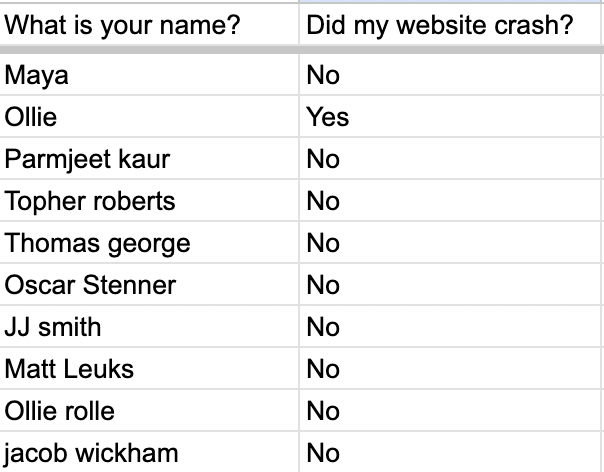 What is your name? Did my website crash?
Maya No
Ollie Yes
Parmjeet kaur No
Topher roberts No
Thomas george No
Oscar Stenner No
JJ smith No
Matt Leuks No
Ollie rolle No
jacob wickham No